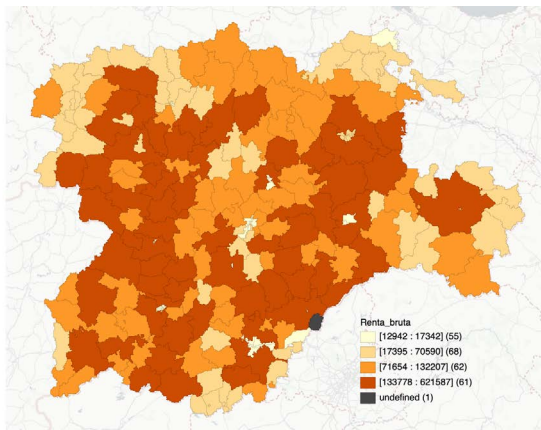 Renta_bruta
[12942 : 17342] (55)
[17395 : 70590] (68)
[71654 : 132207] (62)
[133778 : 621587] (61)
undefined (1)